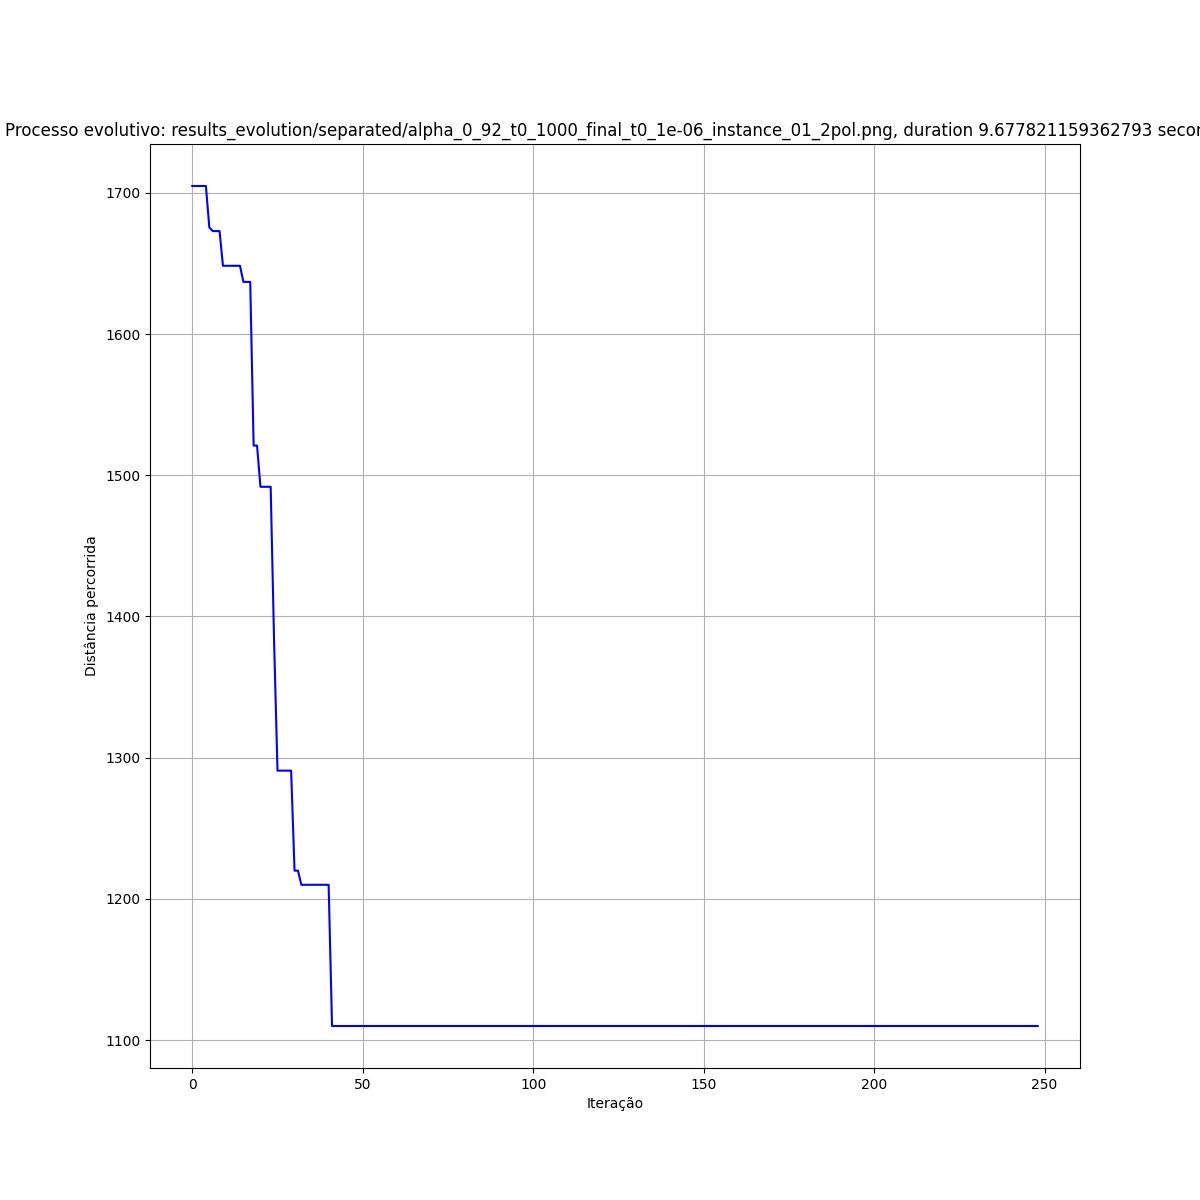 Processo evolutivo: results_evolution/separated/alpha_0_92_t0_1000_final_t0_1e-06_instance_01_2pol.png, duration 9.677821159362793 secor
1700
1600
1500
1400
1300
1200
1100
Distância percorrida
0 50 100 150 200 250
Iteração